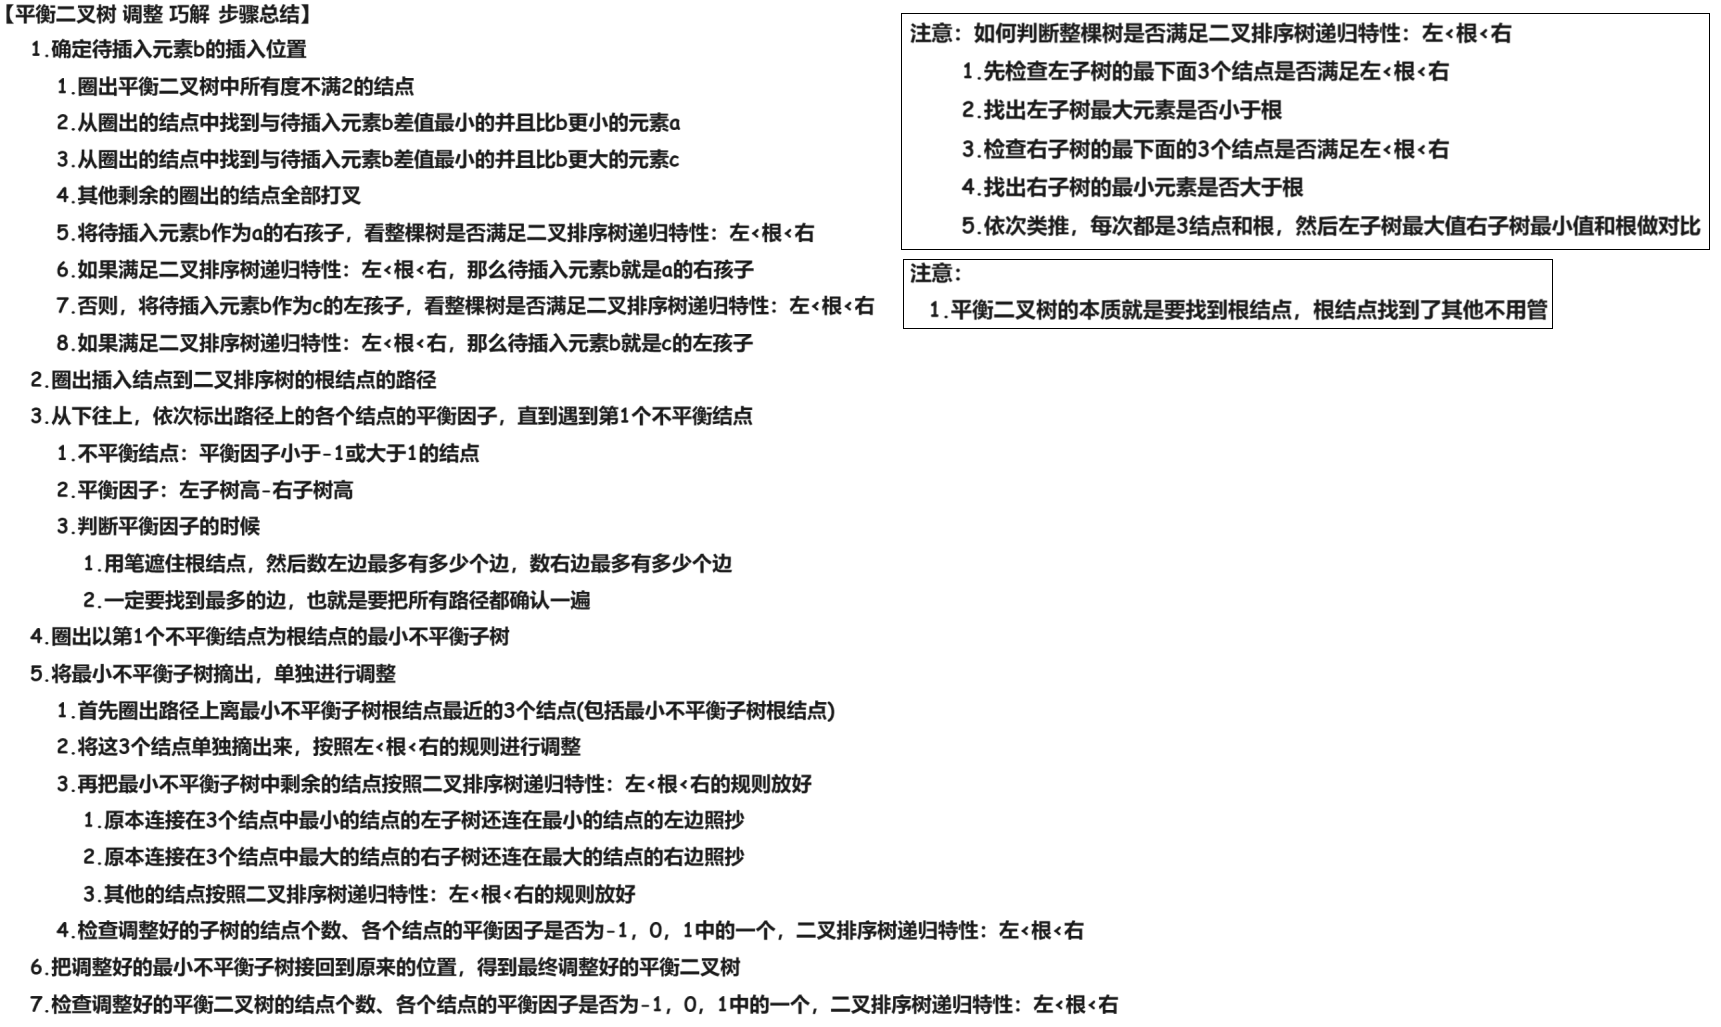 【平衡二叉树 调整 巧解 步骤总结】
1.确定待插入元素b的插入位置
1.圈出平衡二叉树中所有度不满2的结点
2.从圈出的结点中找到与待插入元素b差值最小的并且比b更小的元素a
3.从圈出的结点中找到与待插入元素b差值最小的并且比b更大的元素c
4.其他剩余的圈出的结点全部打叉
5.将待插入元素b作为a的右孩子，看整棵树是否满足二叉排序树递归特性：左<根<右
6.如果满足二叉排序树递归特性：左<根<右，那么待插入元素b就是a的右孩子
7.否则，将待插入元素b作为c的左孩子，看整棵树是否满足二叉排序树递归特性：左<根<右
8.如果满足二叉排序树递归特性：左<根<右，那么待插入元素b就是c的左孩子
2.圈出插入结点到二叉排序树的根结点的路径
3.从下往上，依次标出路径上的各个结点的平衡因子，直到遇到第1个不平衡结点
1.不平衡结点：平衡因子小于-1或大于1的结点
2.平衡因子：左子树高-右子树高
3.判断平衡因子的时候
1.用笔遮住根结点，然后数左边最多有多少个边，数右边最多有多少个边
2.一定要找到最多的边，也就是要把所有路径都确认一遍
4.圈出以第1个不平衡结点为根结点的最小不平衡子树
5.将最小不平衡子树摘出，单独进行调整
1.首先圈出路径上离最小不平衡子树根结点最近的3个结点(包括最小不平衡子树根结点)
2.将这3个结点单独摘出来，按照左<根<右的规则进行调整
3.再把最小不平衡子树中剩余的结点按照二叉排序树递归特性：左<根<右的规则放好
1.原本连接在3个结点中最小的结点的左子树还连在最小的结点的左边照抄
2.原本连接在3个结点中最大的结点的右子树还连在最大的结点的右边照抄
3.其他的结点按照二叉排序树递归特性：左<根<右的规则放好
4.检查调整好的子树的结点个数、各个结点的平衡因子是否为-1，0，1中的一个，二叉排序树递归特性：左<根<右
6.把调整好的最小不平衡子树接回到原来的位置，得到最终调整好的平衡二叉树
7.检查调整好的平衡二叉树的结点个数、各个结点的平衡因子是否为-1，0，1中的一个，二叉排序树递归特性：左<根<右
注意：如何判断整棵树是否满足二叉排序树递归特性：左<根<右
1.先检查左子树的最下面3个结点是否满足左<根<右
2.找出左子树最大元素是否小于根
3.检查右子树的最下面的3个结点是否满足左<根<右
4.找出右子树的最小元素是否大于根
5.依次类推，每次都是3结点和根，然后左子树最大值右子树最小值和根做对比
注意：
1.平衡二叉树的本质就是要找到根结点，根结点找到了其他不用管